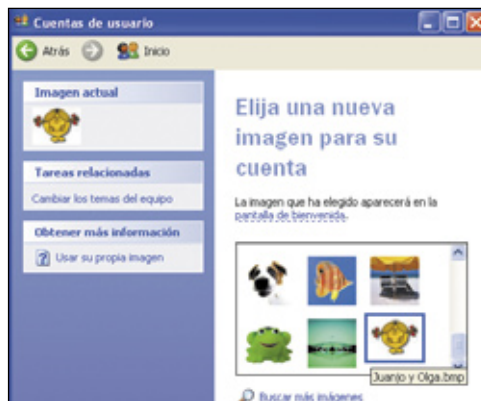 Cuentas de usuario
Atrás
Inicio
Imagen actual
Tareas relacionadas
Cambiar los temas del equipo
Obtener más información
Usar su propia imagen
Elija una nueva
imagen para su
cuenta
La imagen que ha elegido aparecerá en la
pantalla de bienvenida.
Juanjo y Olga.bmp
Buscar más imágenes